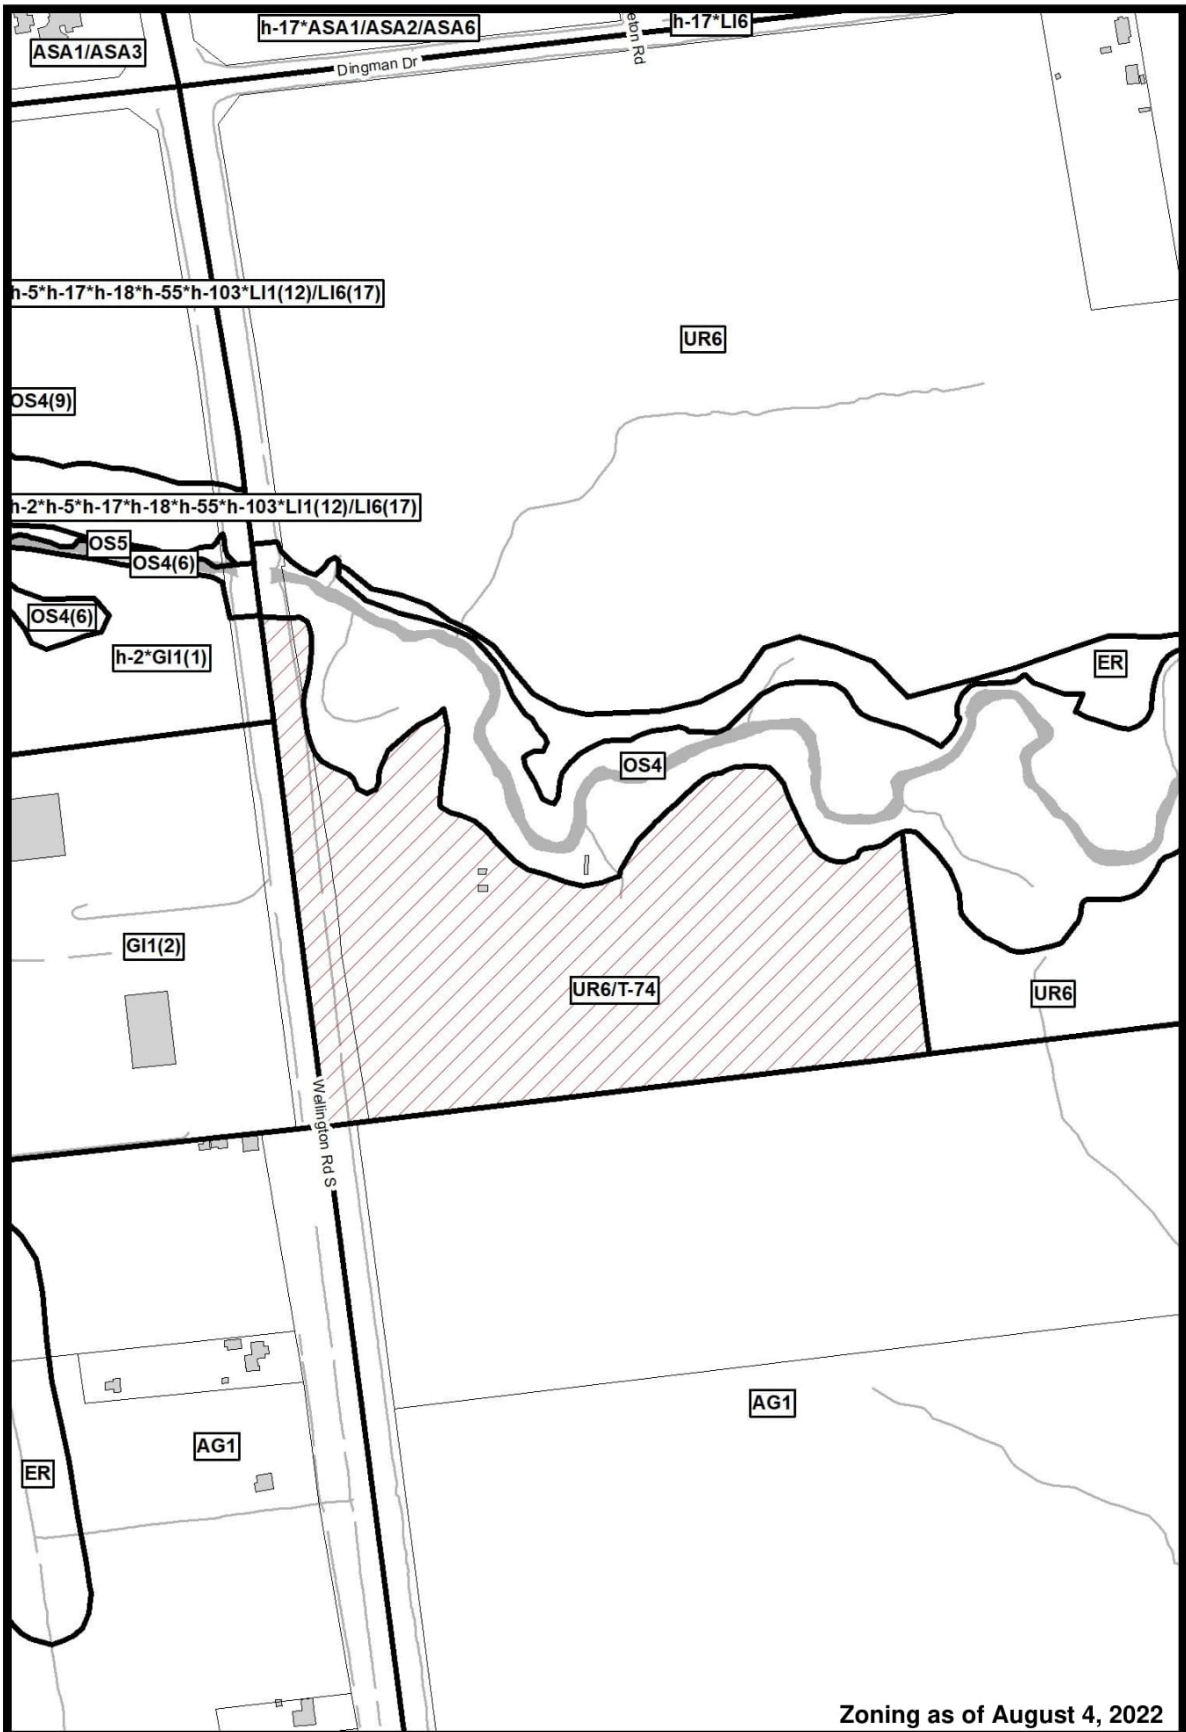 h-17*ASA1/ASA2/ASA6
h-17*LI6
ASA1/ASA3
eton Rd
Dingman Dr
h-5*h-17*h-18*h-55*h-103*LI1(12)/LI6(17)
UR6
OS4(9)
h-2*h-5*h-17*h-18*h-55*h-103*LI1(12)/LI6(17)
OS5
OS4(6)
OS4(6)
h-2*GI1(1)
ER
OS4
GI1(2)
UR6/T-74
UR6
Wellington Rd S
AG1
AG1
ER
Zoning as of August 4, 2022